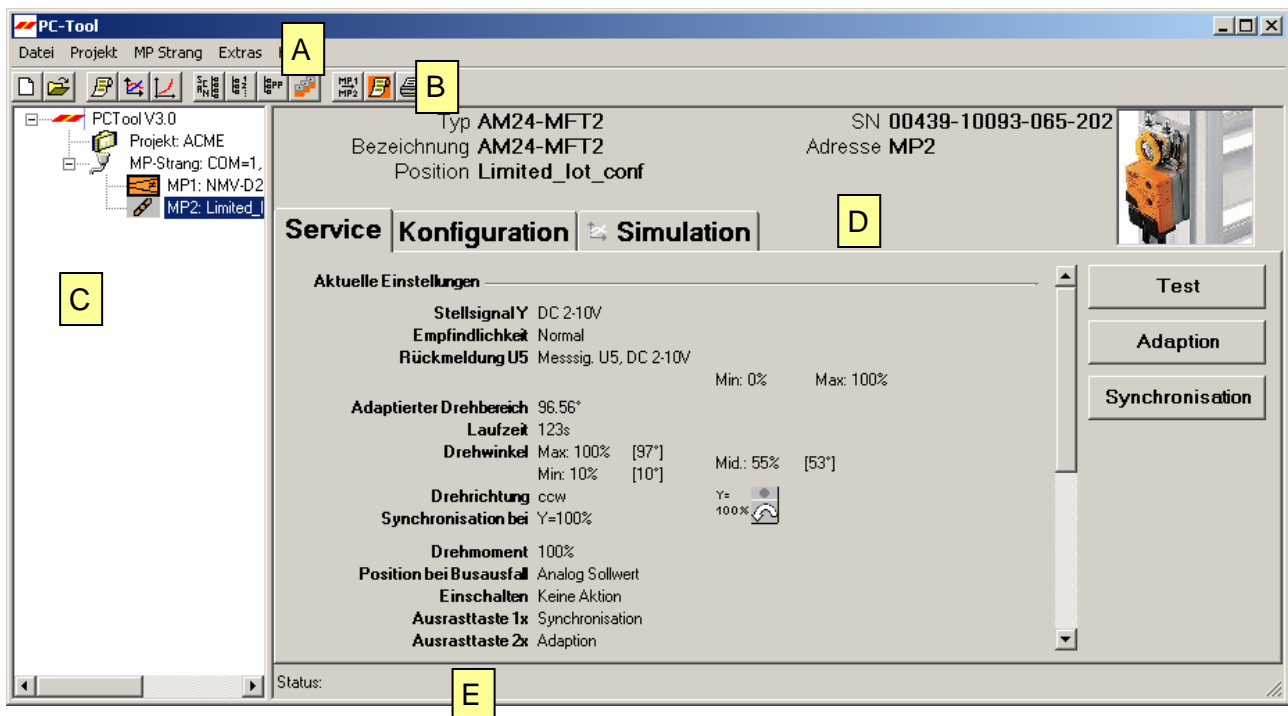 PC-Tool
Datei Projekt MP Strang Extras
A
B
PCTool V3.0
Projekt: ACME
MP-Strang: COM=1,
MP1: NMV-D2
MP2: Limited_l
C
Typ AM24-MFT2 SN 00439-10093-065-202
Bezeichnung AM24-MFT2 Adresse MP2
Position Limited_lot_conf
D
Service Konfiguration Simulation
Aktuelle Einstellungen
Stellsignal Y DC 2-10V
Empfindlichkeit Normal
Rückmeldung U5 Messsig. U5, DC 2-10V
Min: 0% Max: 100%
Adaptierter Drehbereich 96.56°
Laufzeit 123s
Drehwinkel Max: 100% [97°]
Mid.: 55% [53°]
Min: 10% [10°]
Drehrichtung ccw
Y=
100%
Synchronisation bei Y=100%
Drehmoment 100%
Position bei Busausfall Analog Sollwert
Einschalten Keine Aktion
Ausrasttaste 1x Synchronisation
Ausrasttaste 2x Adaption
Test
Adaption
Synchronisation
Status:
E